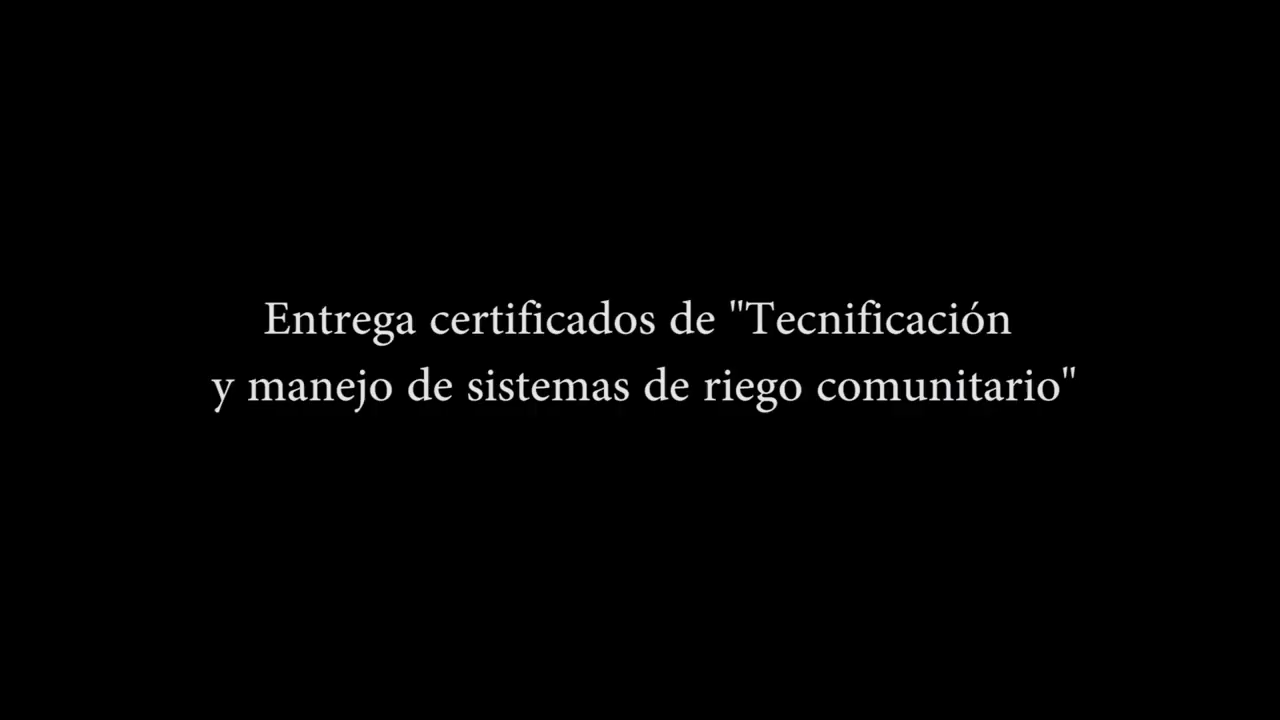 Entrega certificados de "Tecnificación
y manejo de sistemas de riego comunitario"